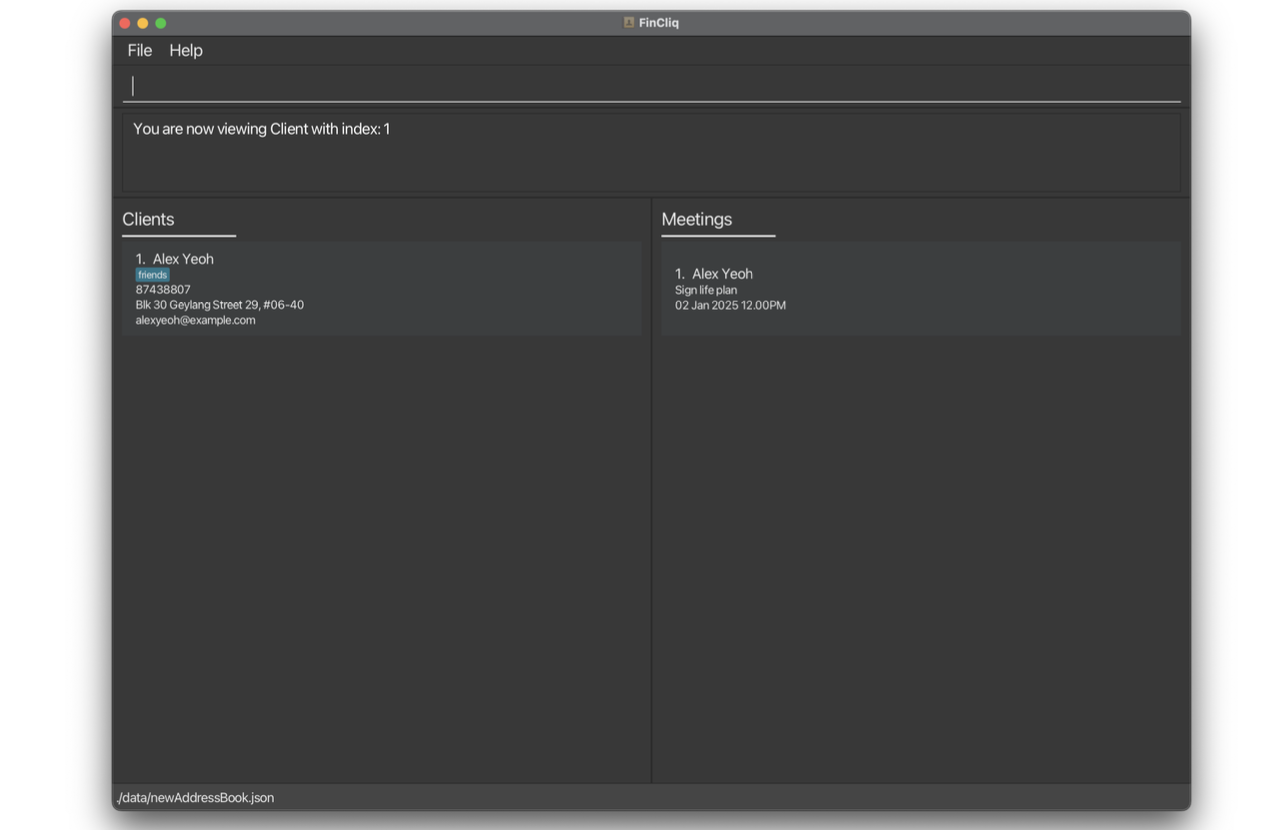 FinCliq
File Help
You are now viewing Client with index: 1
Clients
1. Alex Yeoh
friends
87438807
Blk 30 Geylang Street 29, #06-40
alexyeoh@example.com
Meetings
1. Alex Yeoh
Sign life plan
02 Jan 2025 12.00PM
./data/newAddressBook.json